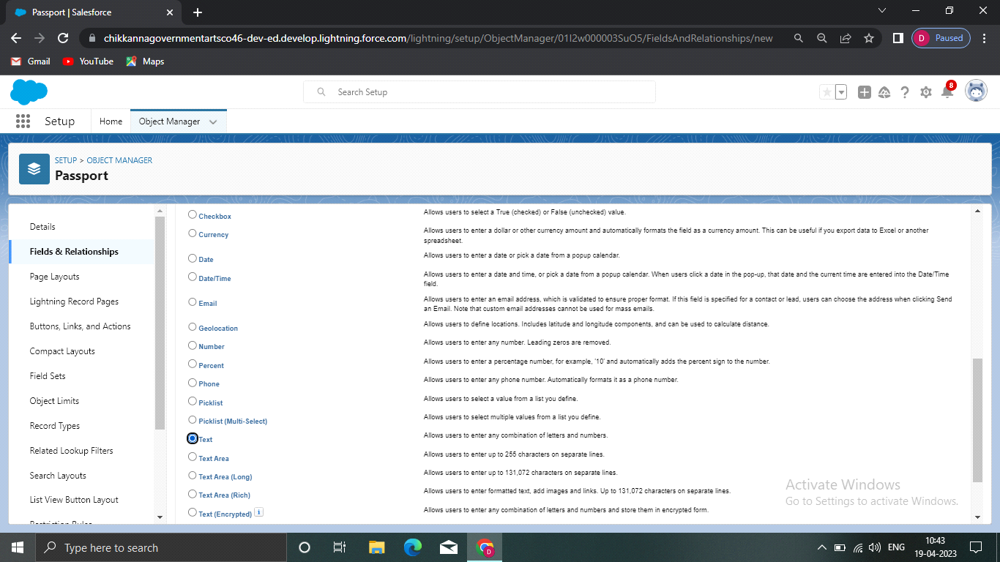 Passport | Salesforce
chikkannagovernmentartsco46-dev-ed.develop.lightning.force.com/lightning/setup/ObjectManager/01I2w000003SuO5/FieldsAndRelationships/new
D Paused
Gmail YouTube Maps
Search Setup
8
Setup Home Object Manager
SETUP > OBJECT MANAGER
Passport
Details
Fields & Relationships
Page Layouts
Lightning Record Pages
Buttons, Links, and Actions
Compact Layouts
Field Sets
Object Limits
Record Types
Related Lookup Filters
Search Layouts
List View Button Layout
Restriction Rules
Checkbox Allows users to select a True (checked) or False (unchecked) value.
Currency Allows users to enter a dollar or other currency amount and automatically formats the field as a currency amount. This can be useful if you export data to Excel or another
spreadsheet.
Date Allows users to enter a date or pick a date from a popup calendar.
Date/Time Allows users to enter a date and time, or pick a date from a popup calendar. When users click a date in the pop-up, that date and the current time are entered into the Date/Time
field.
Email Allows users to enter an email address, which is validated to ensure proper format. If this field is specified for a contact or lead, users can choose the address when clicking Send
an Email. Note that custom email addresses cannot be used for mass emails.
Geolocation Allows users to define locations. Includes latitude and longitude components, and can be used to calculate distance.
Number Allows users to enter any number. Leading zeros are removed.
Percent Allows users to enter a percentage number, for example, '10' and automatically adds the percent sign to the number.
Phone Allows users to enter any phone number. Automatically formats it as a phone number.
Picklist Allows users to select a value from a list you define.
Picklist (Multi-Select) Allows users to select multiple values from a list you define.
Text Allows users to enter any combination of letters and numbers.
Text Area Allows users to enter up to 255 characters on separate lines.
Text Area (Long) Allows users to enter up to 131,072 characters on separate lines.
Text Area (Rich) Allows users to enter formatted text, add images and links. Up to 131,072 characters on separate lines.
Text (Encrypted) i Allows users to enter any combination of letters and numbers and store them in encrypted form.
Activate Windows
Go to Settings to activate Windows.
Type here to search
D
ENG
10:43
19-04-2023